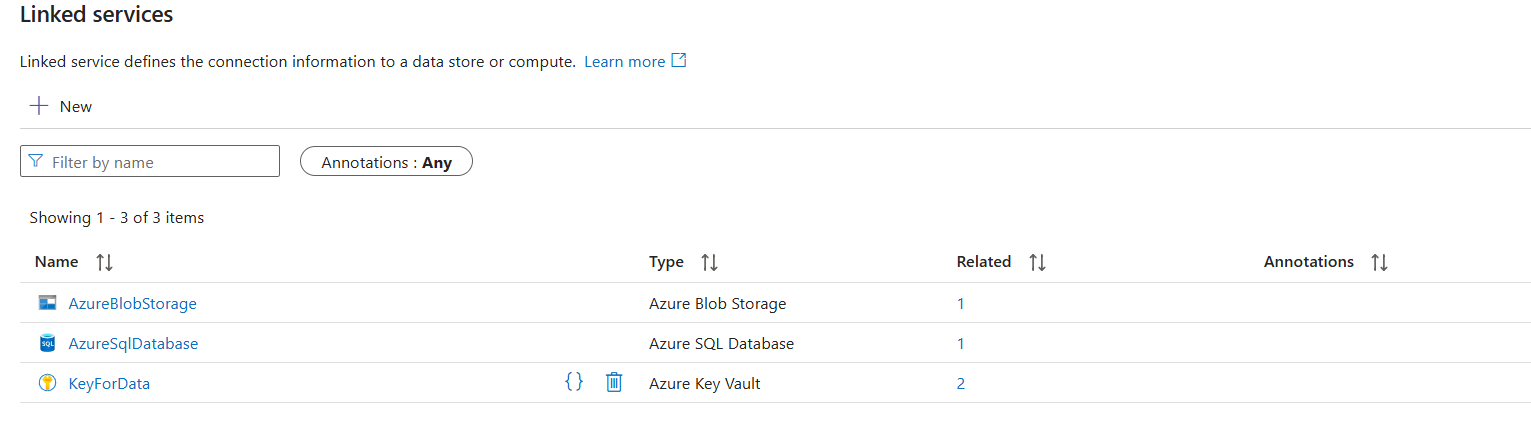 Linked services
Linked service defines the connection information to a data store or compute. Learn more
New
Filter by name
Annotations : Any
Showing 1 - 3 of 3 items
Name Type Related Annotations
AzureBlobStorage Azure Blob Storage 1
SQL AzureSqlDatabase Azure SQL Database 1
KeyForData {} Azure Key Vault 2